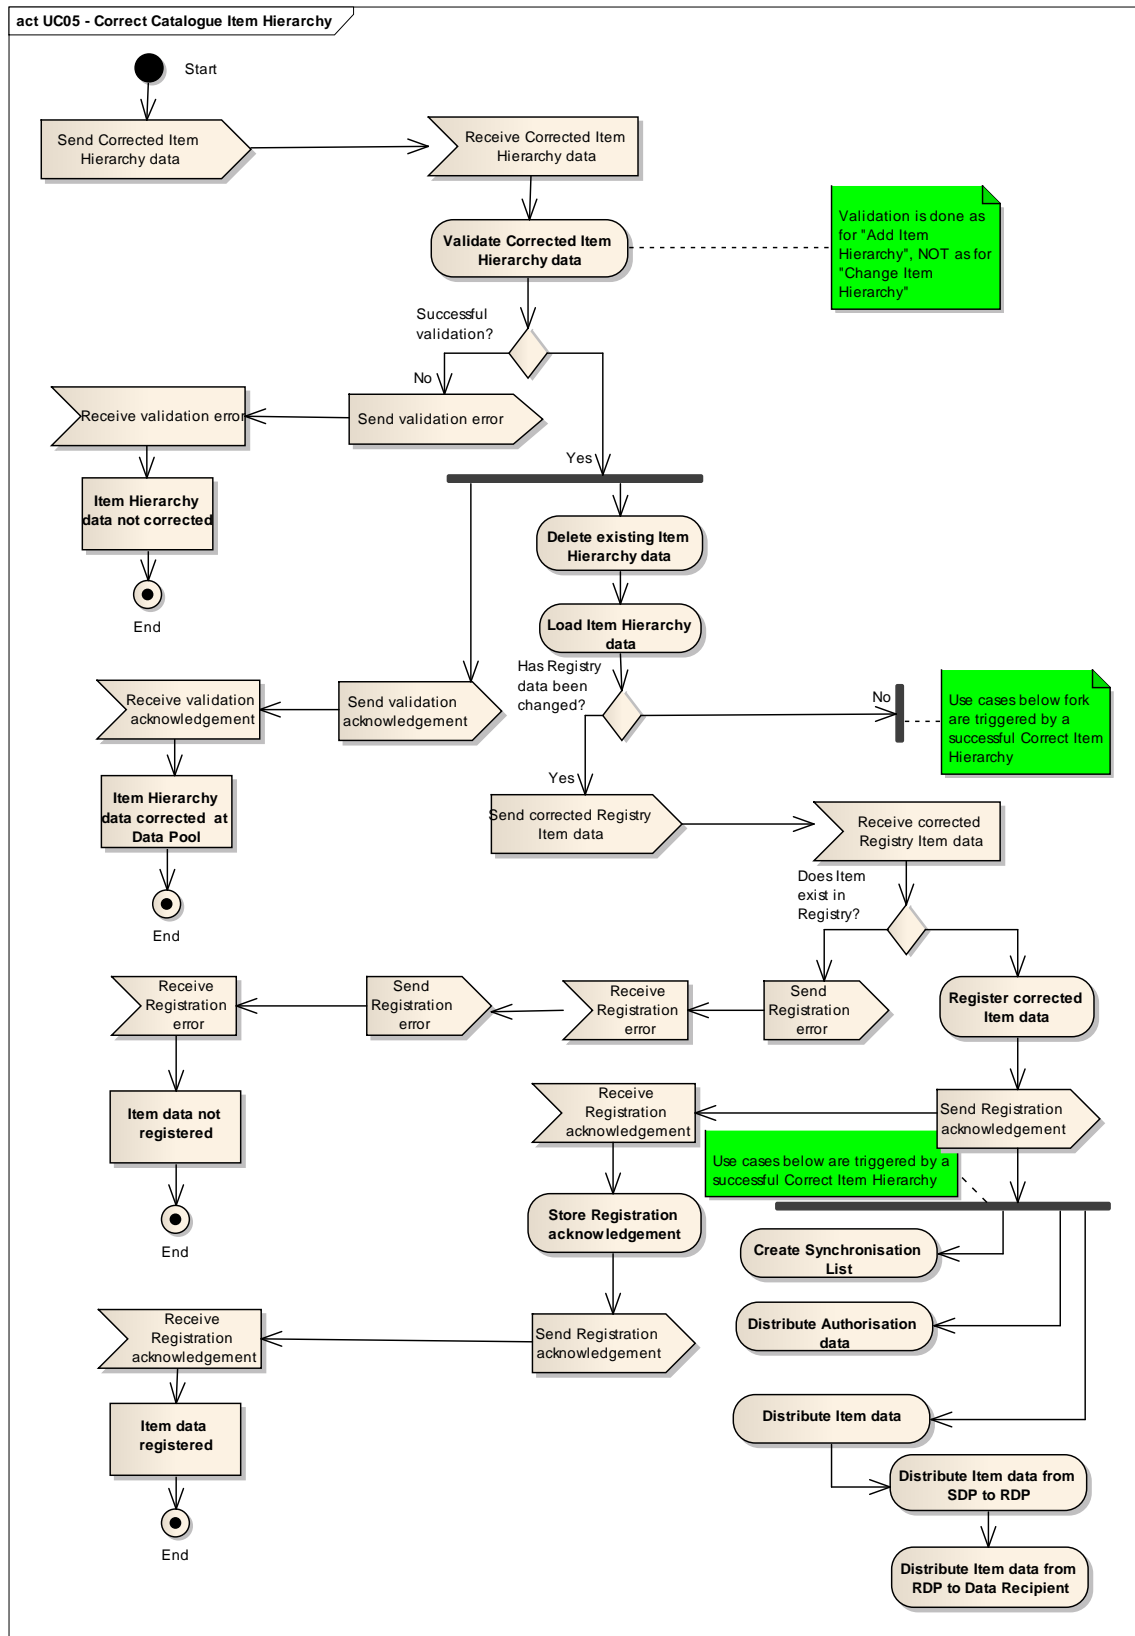 act UC05 - Correct Catalogue Item Hierarchy
Start
Send Corrected Item
Hierarchy data
Receive Corrected Item
Hierarchy data
Validate Corrected Item
Hierarchy data
Validation is done as
for "Add Item
Hierarchy", NOT as for
"Change Item
Hierarchy"
Successful
validation?
No
Receive validation error
Send validation error
Yes
Item Hierarchy
data not corrected
End
Delete existing Item
Hierarchy data
Load Item Hierarchy
data
Has Registry
data been
changed?
No
Use cases below fork
are triggered by a
successful Correct Item
Hierarchy
Receive validation
acknowledgement
Send validation
acknowledgement
Yes
Item Hierarchy
data corrected at
Data Pool
End
Send corrected Registry
Item data
Receive corrected
Registry Item data
Does Item
exist in
Registry?
Receive
Registration
error
Send
Registration
error
Receive
Registration
error
Send
Registration
error
Register corrected
Item data
Item data not
registered
End
Receive
Registration
acknowledgement
Send Registration
acknowledgement
Use cases below are triggered by a
successful Correct Item Hierarchy
Store Registration
acknowledgement
Create Synchronisation
List
Distribute Authorisation
data
Receive
Registration
acknowledgement
Send Registration
acknowledgement
Item data
registered
End
Distribute Item data
Distribute Item data from
SDP to RDP
Distribute Item data from
RDP to Data Recipient